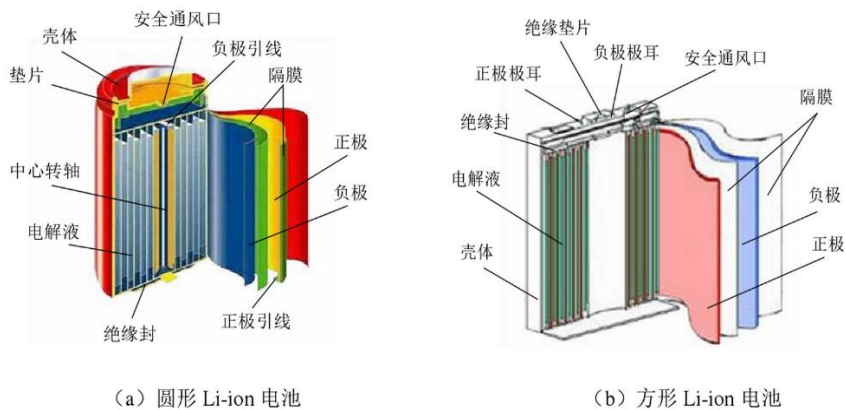 安全通风口
壳体
负极引线
垫片
隔膜
正极
中心转轴
负极
电解液
正极引线
绝缘封
(a) 圆形 Li-ion 电池
绝缘垫片
负极极耳
正极极耳
安全通风口
隔膜
绝缘封
电解液
负极
正极
壳体
(b) 方形 Li-ion 电池